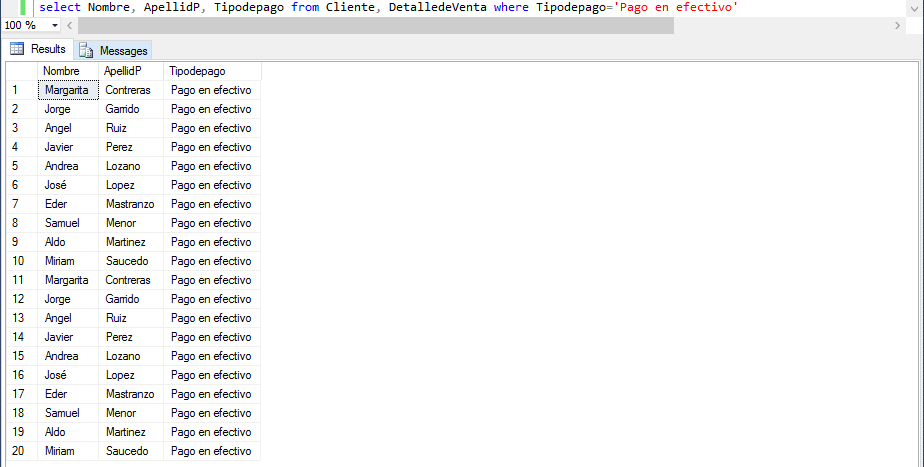 select Nombre, ApellidP, Tipodepago from Cliente, DetalledeVenta where Tipodepago='Pago en efectivo'
100 %
Results Messages
Nombre ApellidP Tipodepago
1 Margarita Contreras Pago en efectivo
2 Jorge Garrido Pago en efectivo
3 Angel Ruiz Pago en efectivo
4 Javier Perez Pago en efectivo
5 Andrea Lozano Pago en efectivo
6 José Lopez Pago en efectivo
7 Eder Mastranzo Pago en efectivo
8 Samuel Menor Pago en efectivo
9 Aldo Martinez Pago en efectivo
10 Miriam Saucedo Pago en efectivo
11 Margarita Contreras Pago en efectivo
12 Jorge Garrido Pago en efectivo
13 Angel Ruiz Pago en efectivo
14 Javier Perez Pago en efectivo
15 Andrea Lozano Pago en efectivo
16 José Lopez Pago en efectivo
17 Eder Mastranzo Pago en efectivo
18 Samuel Menor Pago en efectivo
19 Aldo Martinez Pago en efectivo
20 Miriam Saucedo Pago en efectivo